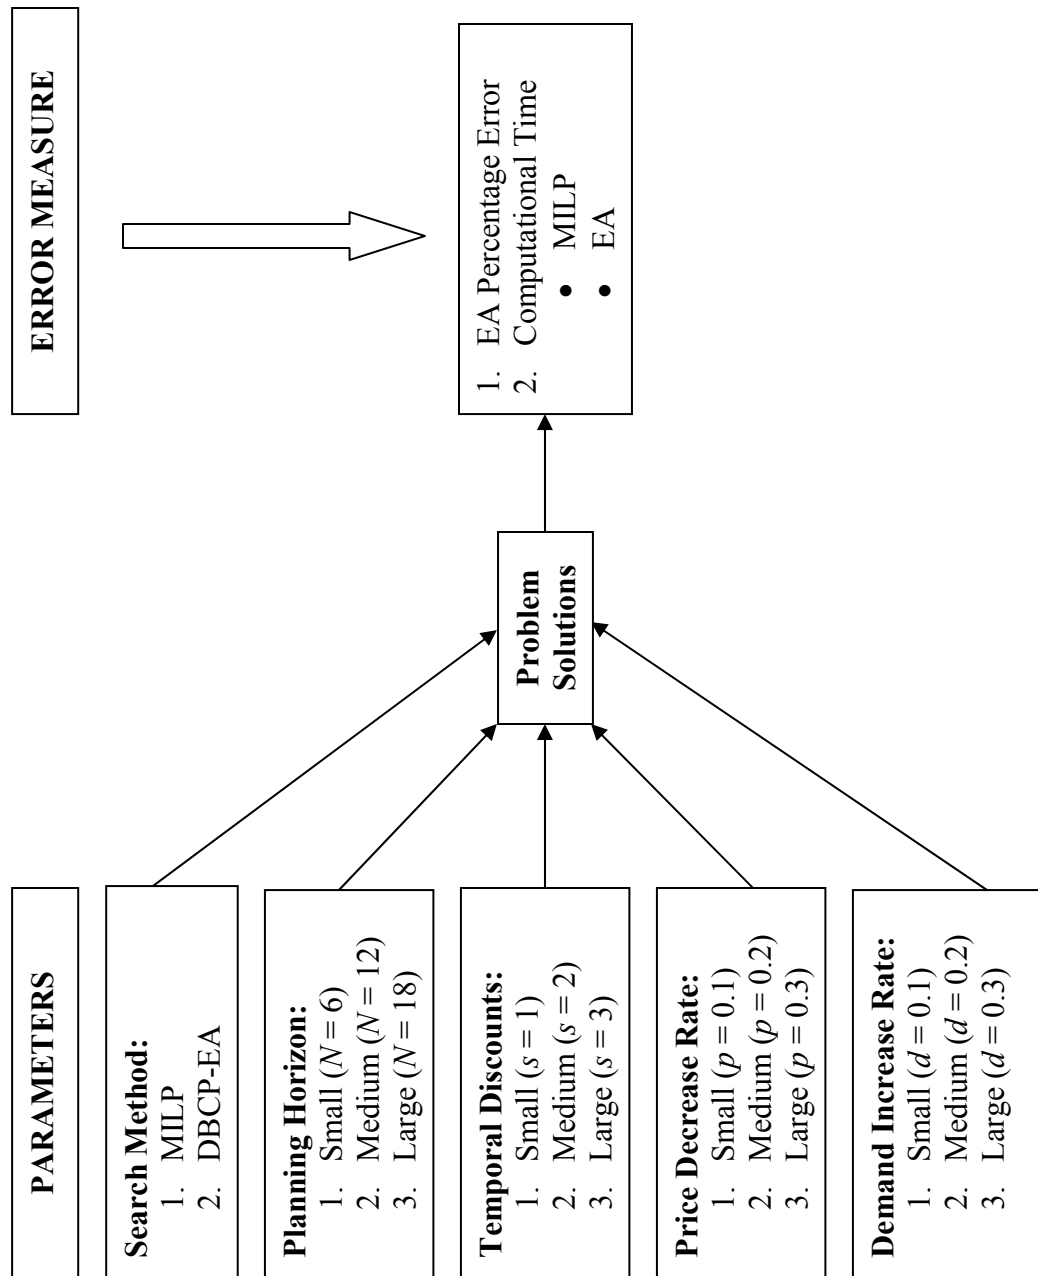 PARAMETERS
ERROR MEASURE
Search Method:
1. MILP
2. DBCP-EA
Planning Horizon:
1. Small (N = 6)
2. Medium (N = 12)
3. Large (N = 18)
Temporal Discounts:
1. Small (s = 1)
2. Medium (s = 2)
3. Large (s = 3)
Price Decrease Rate:
1. Small (p = 0.1)
2. Medium (p = 0.2)
3. Large (p = 0.3)
Demand Increase Rate:
1. Small (d = 0.1)
2. Medium (d = 0.2)
3. Large (d = 0.3)
Problem
Solutions
1. EA Percentage Error
2. Computational Time
• MILP
• EA